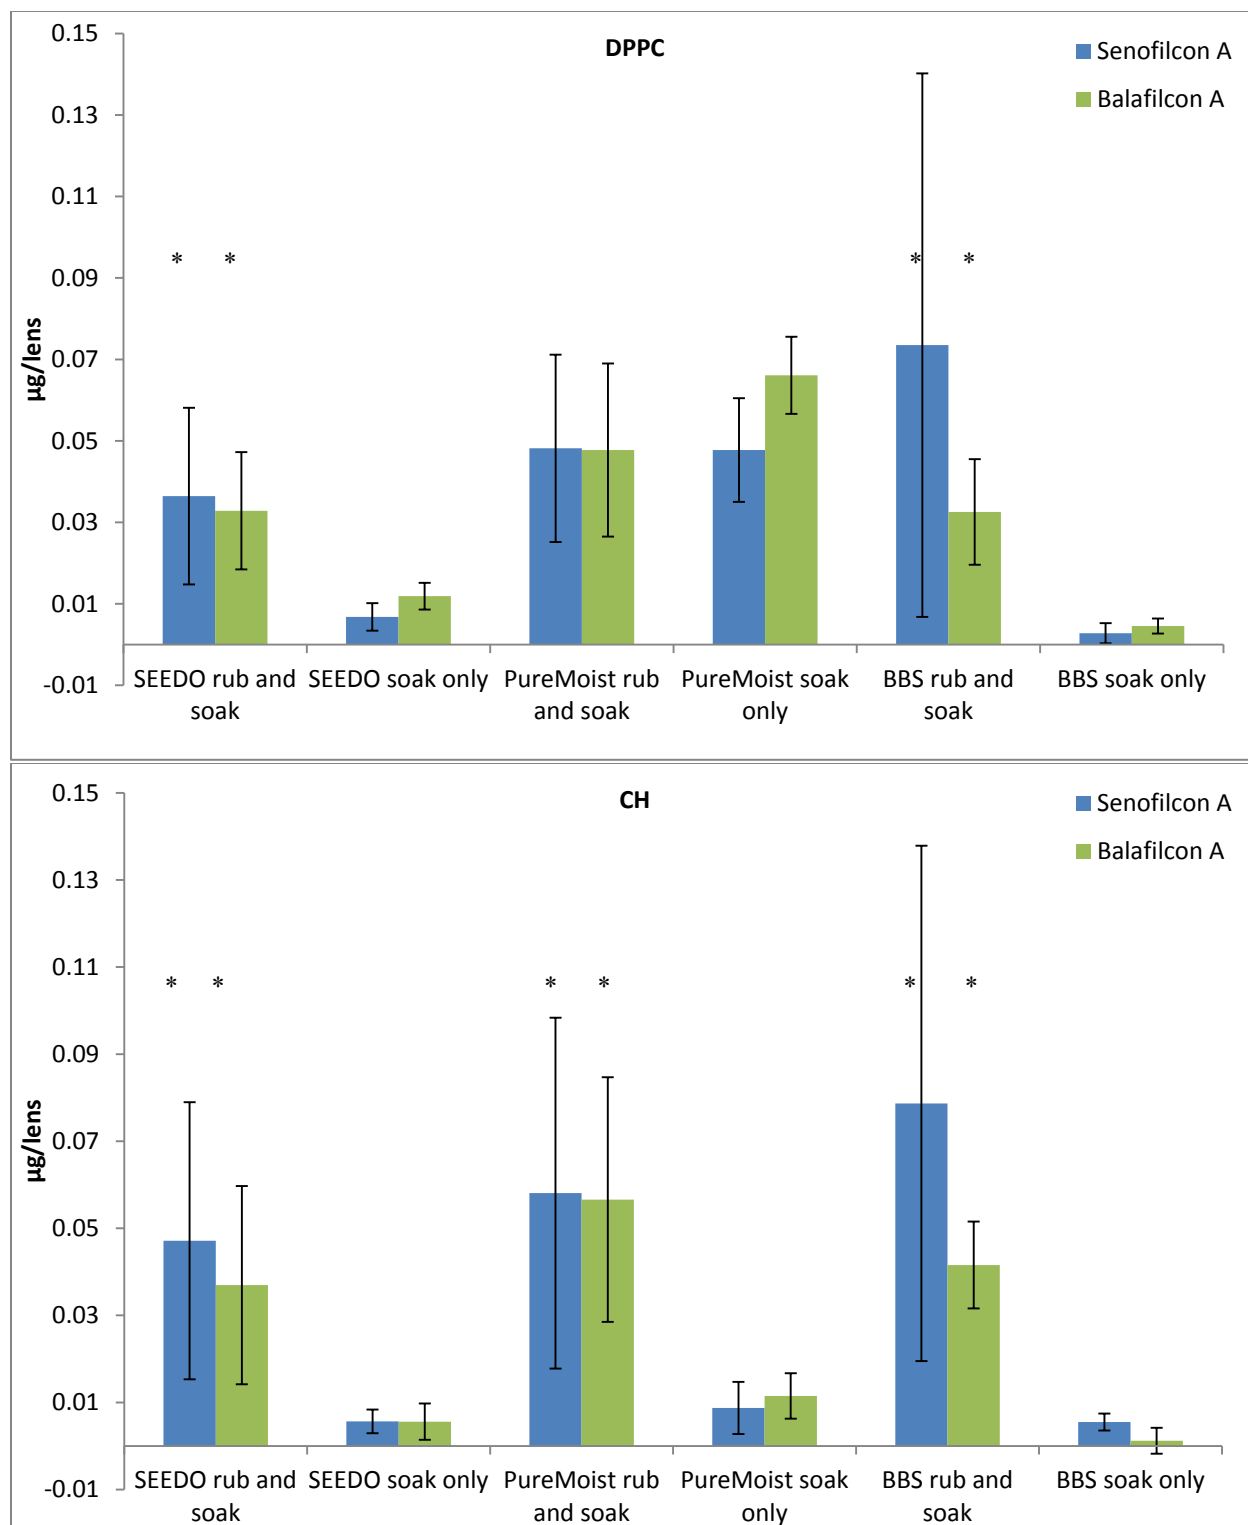 DPPC
Senofilcon A
Balafilcon A
0.15
0.13
0.11
0.09
0.07
0.05
0.03
0.01
-0.01
µg/lens
* * * *
SEEDO rub and
soak
SEEDO soak only
PureMoist rub
and soak
PureMoist soak
only
BBS rub and
soak
BBS soak only
CH
Senofilcon A
Balafilcon A
0.15
0.13
0.11
0.09
0.07
0.05
0.03
0.01
-0.01
µg/lens
* * * * * *
SEEDO rub and
soak
SEEDO soak only
PureMoist rub
and soak
PureMoist soak
only
BBS rub and
soak
BBS soak only